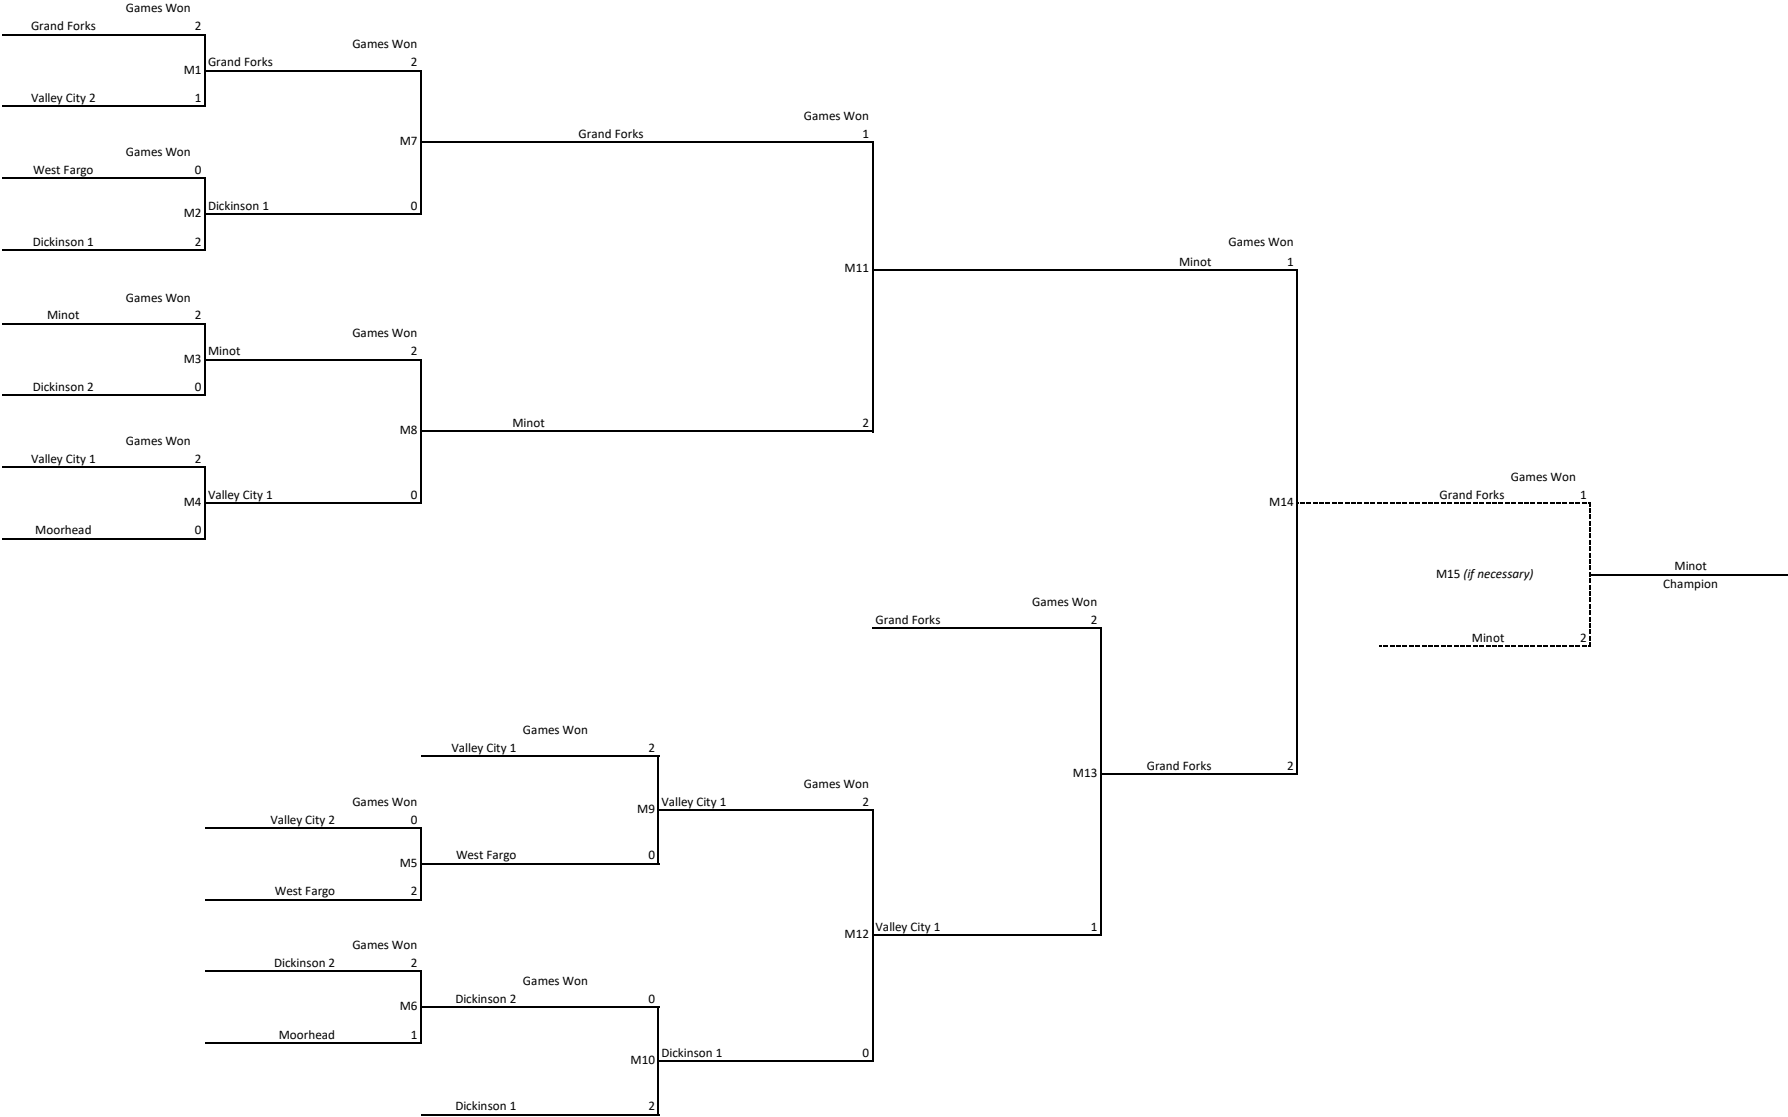 Games Won
Grand Forks 2
Games Won
M1 Grand Forks 2
Valley City 2 1
Games Won
M7 Grand Forks 1
Games Won
West Fargo 0
M2 Dickinson 1 0
Dickinson 1 2
Games Won
M11 Minot 1
Games Won
Minot 2
Games Won
M3 Minot 2
Dickinson 2 0
M8 Minot 2
Games Won
Valley City 1 2
Games Won
M4 Valley City 1 0
M14 Grand Forks 1
Moorhead 0
M15 (if necessary) Minot
Champion
Games Won
Grand Forks 2
Minot 2
Games Won
Valley City 1 2
M13 Grand Forks 2
Games Won
Games Won
M9 Valley City 1 2
Valley City 2 0
M5 West Fargo 0
West Fargo 2
M12 Valley City 1 1
Games Won
Dickinson 2 2
Games Won
M6 Dickinson 2 0
Moorhead 1
M10 Dickinson 1 0
Dickinson 1 2